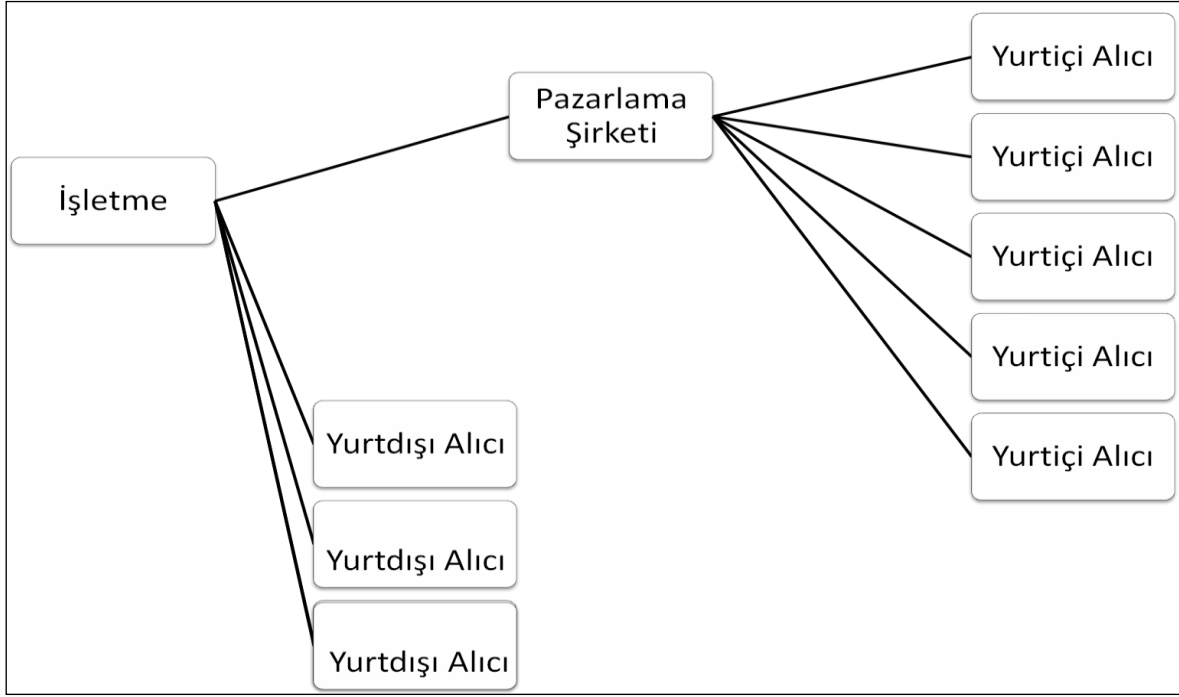 İşletme
Pazarlama
Şirketi
Yurtiçi Alıcı
Yurtiçi Alıcı
Yurtiçi Alıcı
Yurtiçi Alıcı
Yurtiçi Alıcı
Yurtdışı Alıcı
Yurtdışı Alıcı
Yurtdışı Alıcı